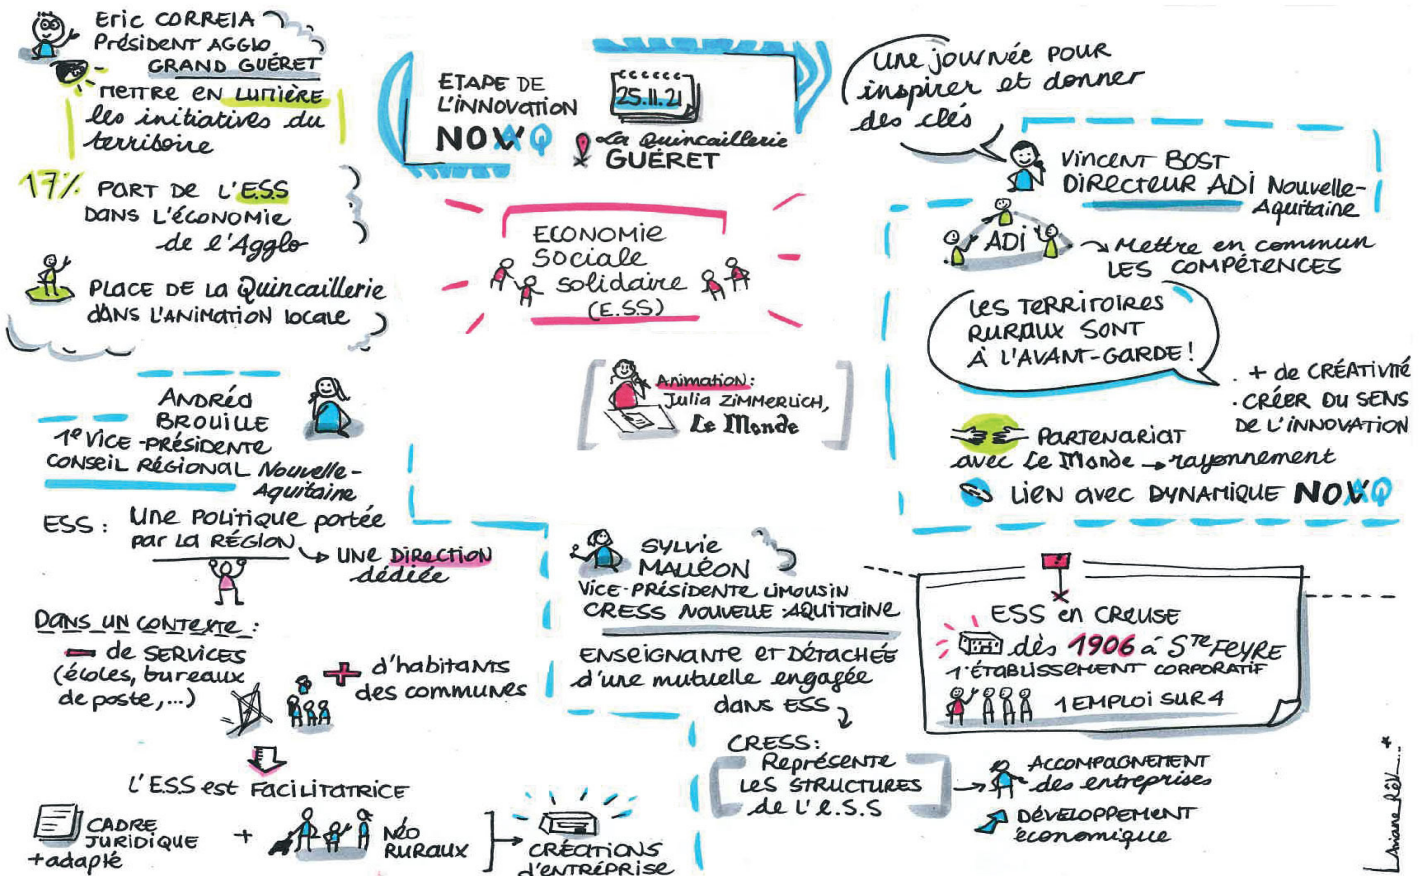 Eric CORREIA
Président AGGLO
GRAND GUÉRET
METTRE EN LUMIÈRE
les initiatives du
territoire
17% PART DE L'ESS
DANS L'économie
de l'Agglo
PLACE DE LA Quincaillerie
dans L'ANIMATION locale
ETAPE DE
L'INNOVATION
NOVAQ
25.11.21
La Quincaillerie
GUÉRET
ECONOMIE
Sociale
solidaire
(E.S.S)
Animation :
Julia ZIMMERLICH,
Le Monde
Une journée POUR
inspirer et donner
des clés
Vincent BOST
DIRECTEUR ADI Nouvelle-
Aquitaine
ADI
Mettre en commun
LES COMPÉTENCES
LES TERRITOIRES
RURAUX SONT
À L'AVANT-GARDE !
. + de CRÉATIVITÉ
. CRÉER DU SENS
DE L'INNOVATION
PARTENARIAT
avec Le Monde → rayonnement
LIEN avec DYNAMIQUE NOVAQ
ANDRÉA
BROUILLE
1e VICE-PRÉSIDENTE
CONSEIL RÉGIONAL Nouvelle-
Aquitaine
ESS : Une POLITIQUE portée
par LA RÉGION
UNE DIRECTION
dédiée
DANS UN CONTEXTE :
- de SERVICES
(écoles, bureaux
de poste,...)
+ d'habitants
des communes
L'ESS est FACILITATRICE
CADRE
JURIDIQUE
+adapté
+
NÉO
RURAUX
CRÉATIONS
d'ENTREPRISE
SYLVIE
MALLÉON
VICE-PRÉSIDENTE LIMOUSIN
CRESS NOUVELLE-AQUITAINE
ENSEIGNANTE ET DÉTACHÉE
d'une mutuelle engagée
dans ESS
CRESS :
Représente
LES STRUCTURES
de L'E.S.S
ACCOMPAGNEMENT
des entreprises
DÉVELOPPEMENT
économique
ESS en CREUSE
dès 1906 à STE FEYRE
1er ÉTABLISSEMENT CORPORATIF
1 EMPLOI SUR 4